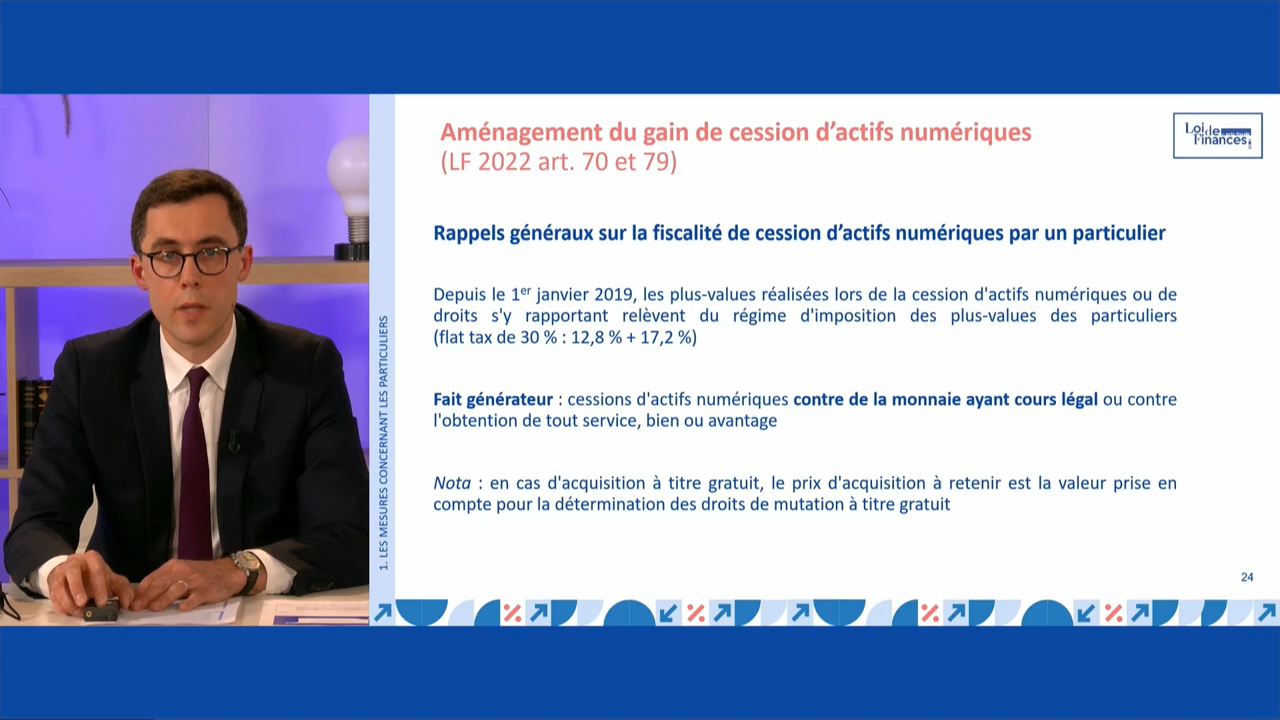 Aménagement du gain de cession d’actifs numériques
(LF 2022 art. 70 et 79)
Loi de
Finances
Rappels généraux sur la fiscalité de cession d’actifs numériques par un particulier
Depuis le 1er janvier 2019, les plus-values réalisées lors de la cession d'actifs numériques ou de
droits s'y rapportant relèvent du régime d'imposition des plus-values des particuliers
(flat tax de 30 % : 12,8 % + 17,2 %)
Fait générateur : cessions d'actifs numériques contre de la monnaie ayant cours légal ou contre
l'obtention de tout service, bien ou avantage
Nota : en cas d'acquisition à titre gratuit, le prix d'acquisition à retenir est la valeur prise en
compte pour la détermination des droits de mutation à titre gratuit
1. LES MESURES CONCERNANT LES PARTICULIERS
24